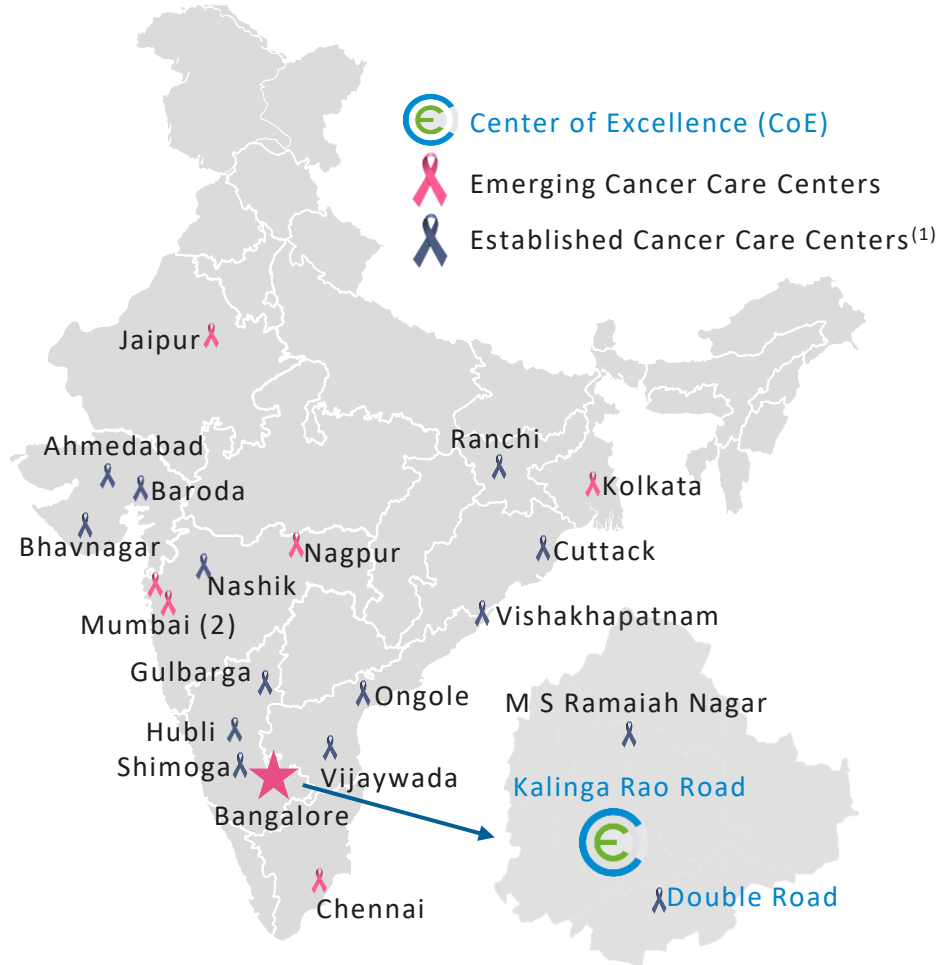 Center of Excellence (CoE)
Emerging Cancer Care Centers
Established Cancer Care Centers(1)
Jaipur
Ahmedabad
Ranchi
Baroda
Kolkata
Bhavnagar
Nagpur
Cuttack
Nashik
Mumbai (2)
Vishakhapatnam
Gulbarga
Ongole
M S Ramaiah Nagar
Hubli
Shimoga
Vijaywada
Kalinga Rao Road
Bangalore
Double Road
Chennai